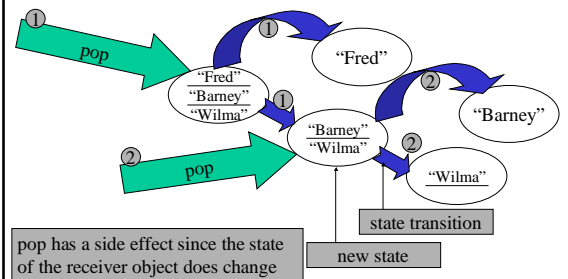 1
pop
1
“Fred”
“Fred”
“Barney”
“Wilma”
1
2
“Barney”
“Barney”
“Wilma”
2
pop
2
“Wilma”
state transition
new state
pop has a side effect since the state
of the receiver object does change